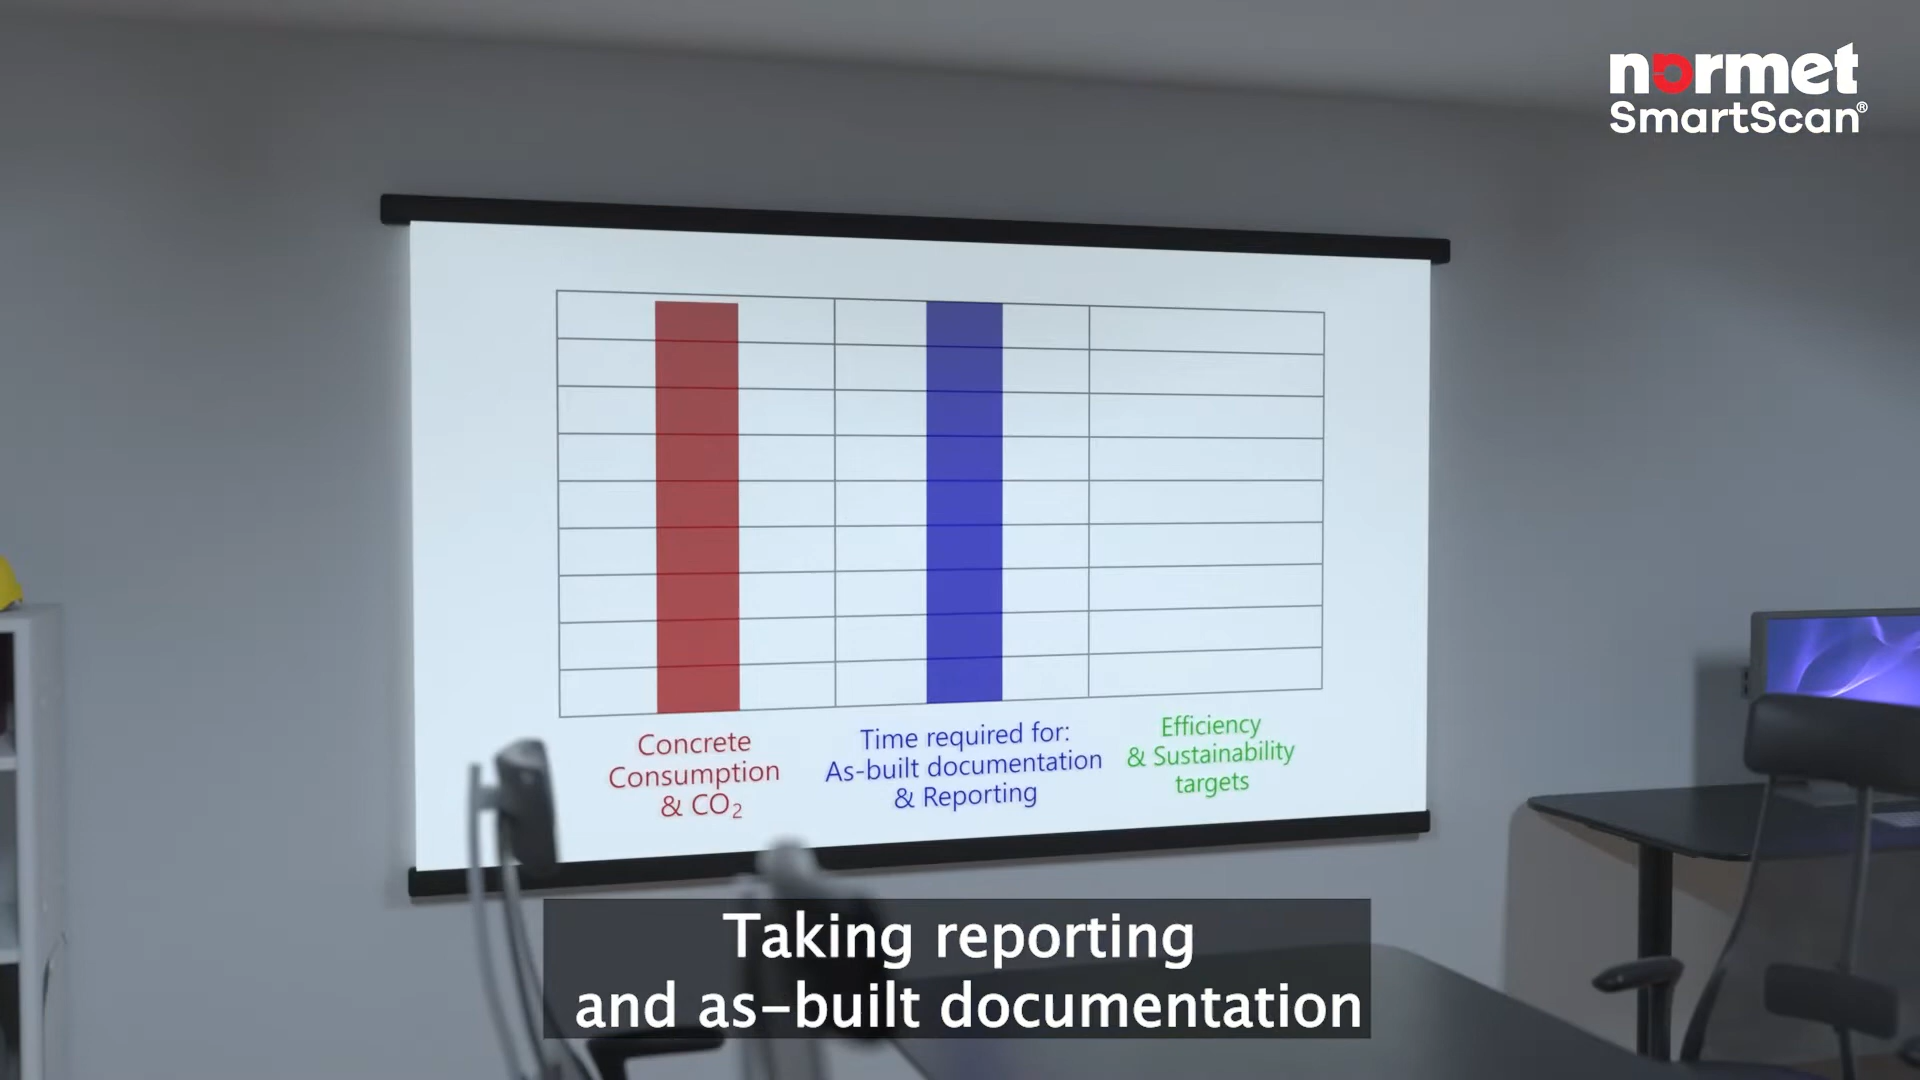 normet
SmartScan®
Concrete
Consumption
& CO₂
Time required for:
As-built documentation
& Reporting
Efficiency
& Sustainability
targets
Taking reporting
and as-built documentation